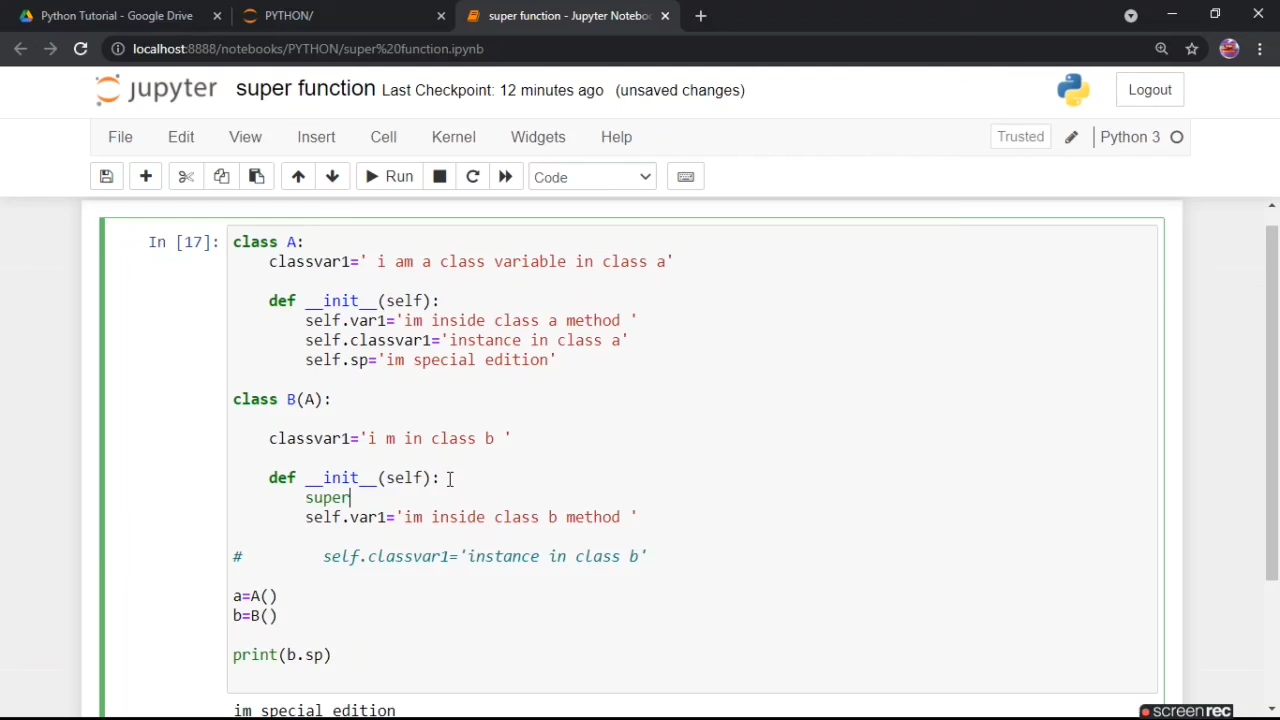 Python Tutorial - Google Drive
PYTHON/
super function - Jupyter Notebo
localhost:8888/notebooks/PYTHON/super%20function.ipynb
jupyter super function Last Checkpoint: 12 minutes ago (unsaved changes)
Logout
File Edit View Insert Cell Kernel Widgets Help
Trusted Python 3
Run Code
In [17]:
class A:
classvar1=' i am a class variable in class a'
def __init__(self):
self.var1='im inside class a method '
self.classvar1='instance in class a'
self.sp='im special edition'
class B(A):
classvar1='i m in class b '
def __init__(self):
super
self.var1='im inside class b method '
# self.classvar1='instance in class b'
a=A()
b=B()
print(b.sp)
im special edition
screenrec